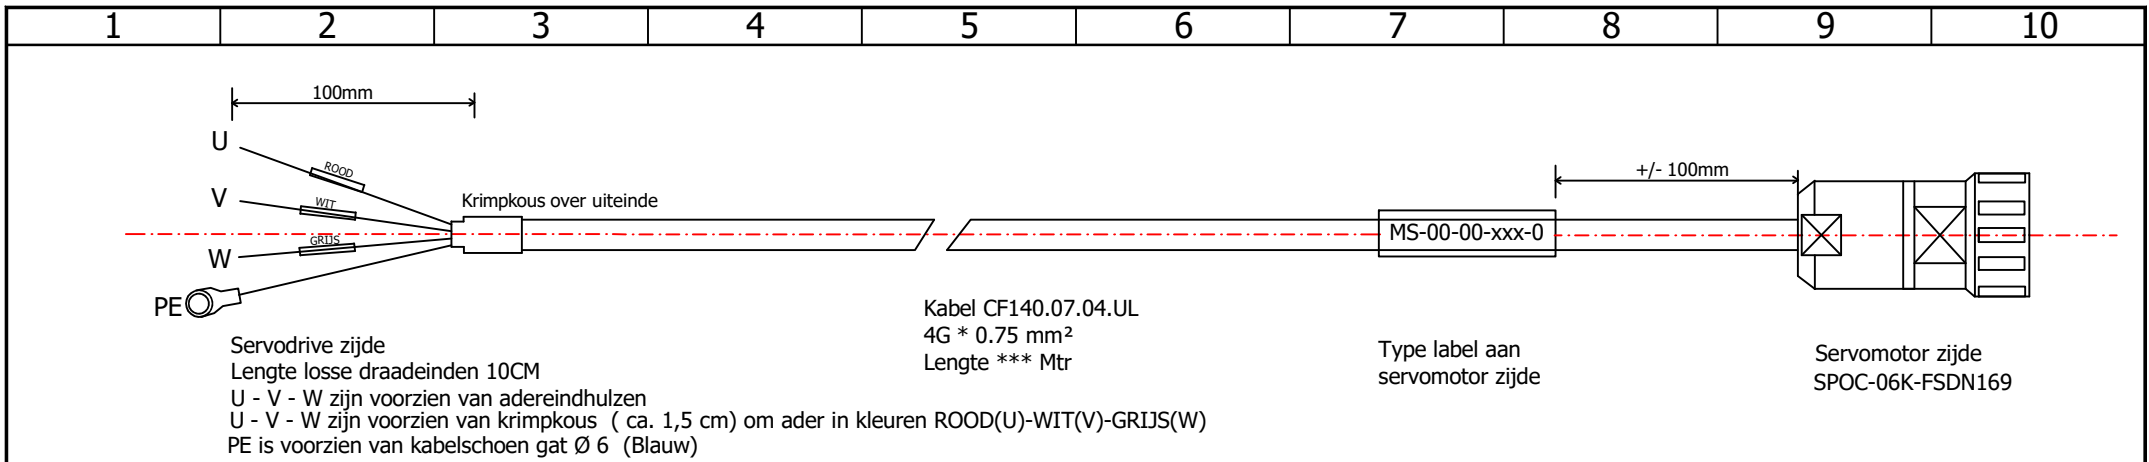 1 2 3 4 5 6 7 8 9 10
100mm
U
ROOD
V
WIT
Krimpkous over uiteinde
+/- 100mm
GRIJS
W
MS-00-00-xxx-0
PE
Servodrive zijde
Lengte losse draadeinden 10CM
U - V - W zijn voorzien van adereindhulzen
U - V - W zijn voorzien van krimpkous ( ca. 1,5 cm) om ader in kleuren ROOD(U)-WIT(V)-GRIJS(W)
PE is voorzien van kabelschoen gat Ø 6 (Blauw)
Kabel CF140.07.04.UL
4G * 0.75 mm²
Lengte *** Mtr
Type label aan
servomotor zijde
Servomotor zijde
SPOC-06K-FSDN169